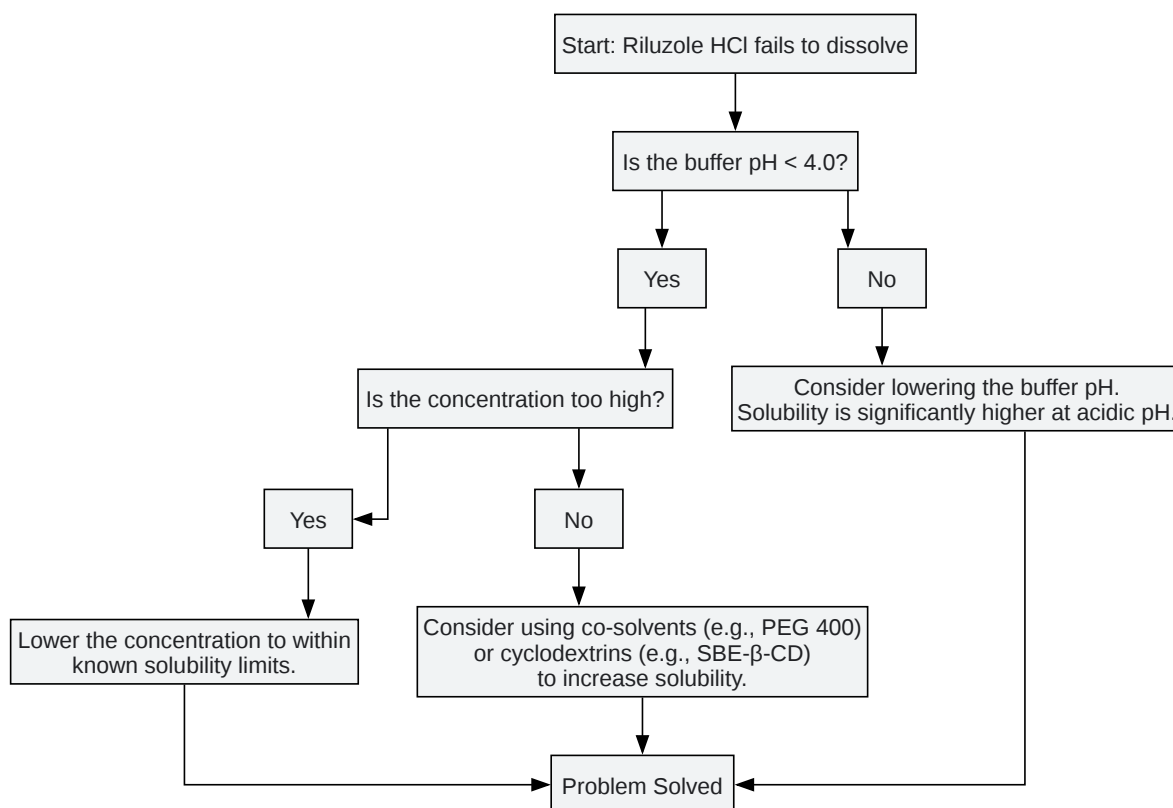 Start: Riluzole HCl fails to dissolve
Is the buffer pH < 4.0?
Yes
No
Is the concentration too high?
Consider lowering the buffer pH.
Solubility is significantly higher at acidic pH.
Yes
No
Lower the concentration to within
known solubility limits.
Consider using co-solvents (e.g., PEG 400)
or cyclodextrins (e.g., SBE-β-CD)
to increase solubility.
Problem Solved